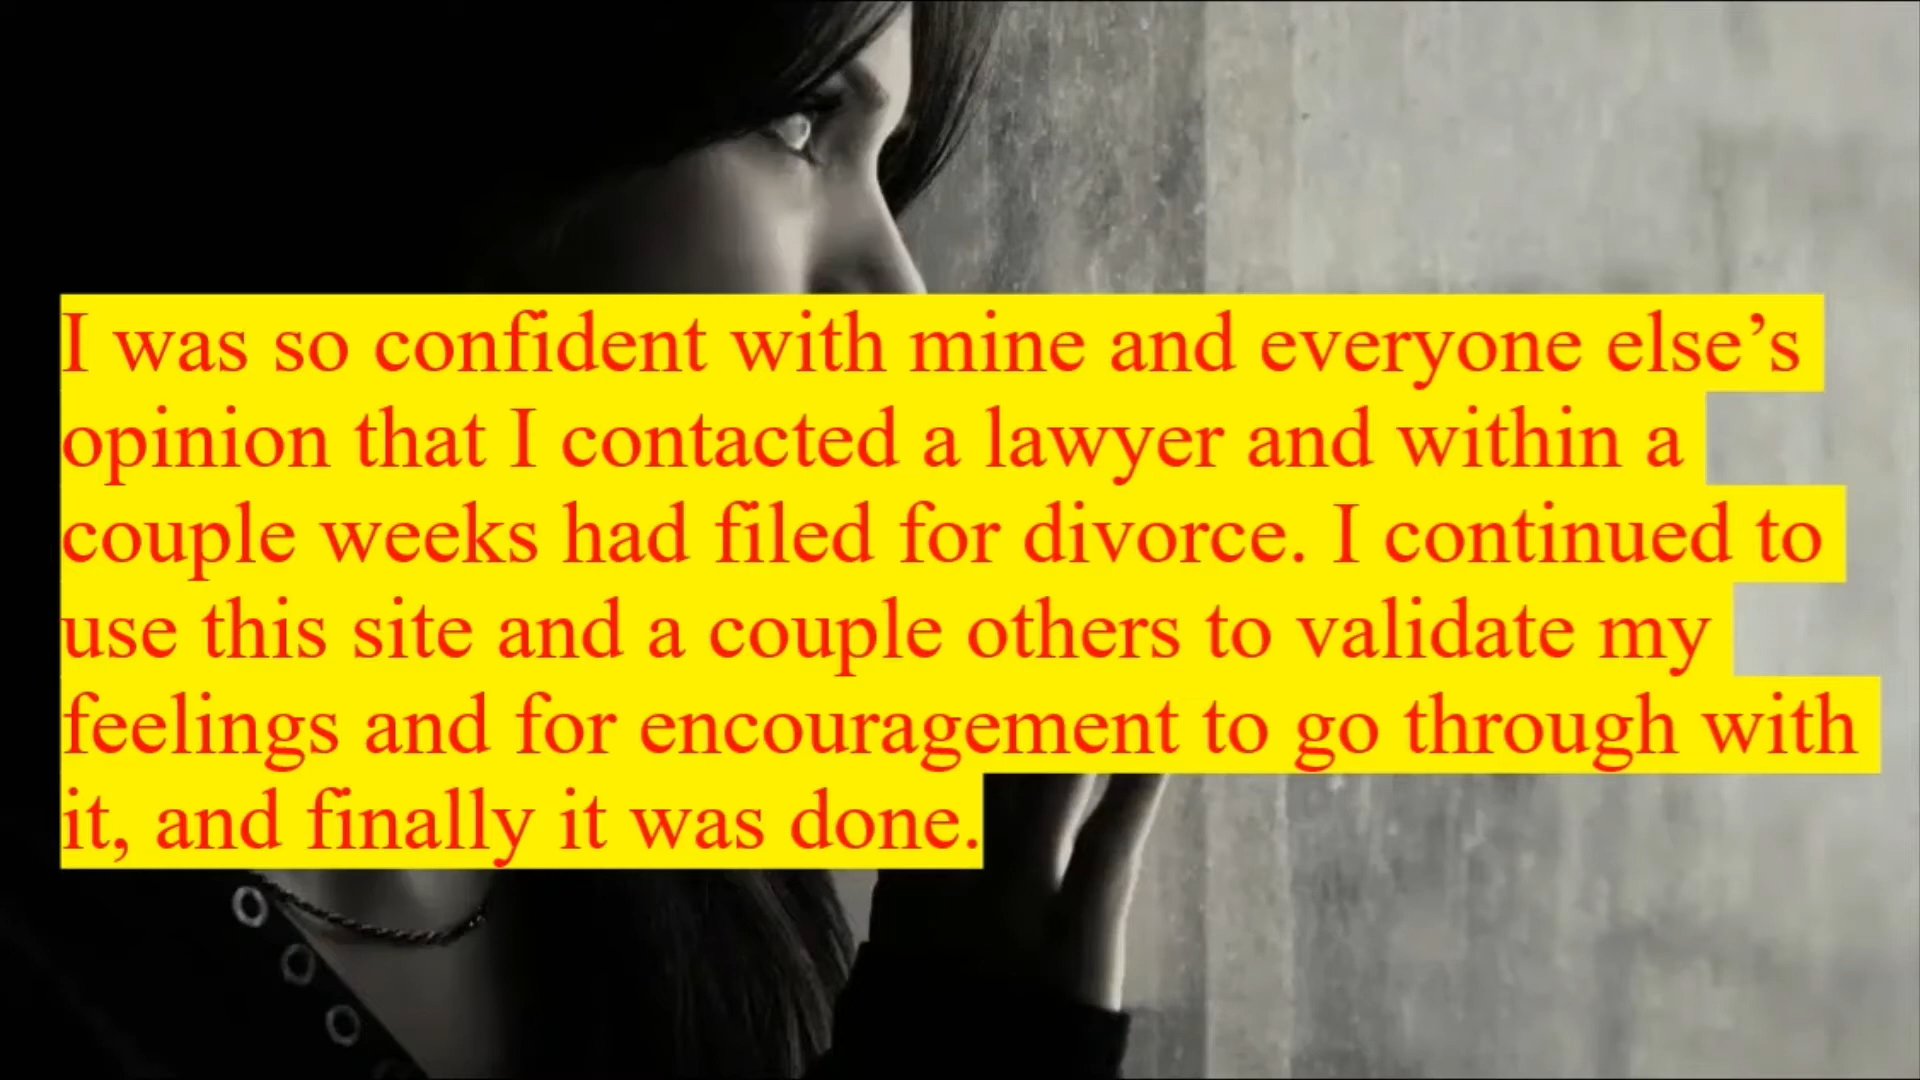 I was so confident with mine and everyone else’s
opinion that I contacted a lawyer and within a
couple weeks had filed for divorce. I continued to
use this site and a couple others to validate my
feelings and for encouragement to go through with
it, and finally it was done.